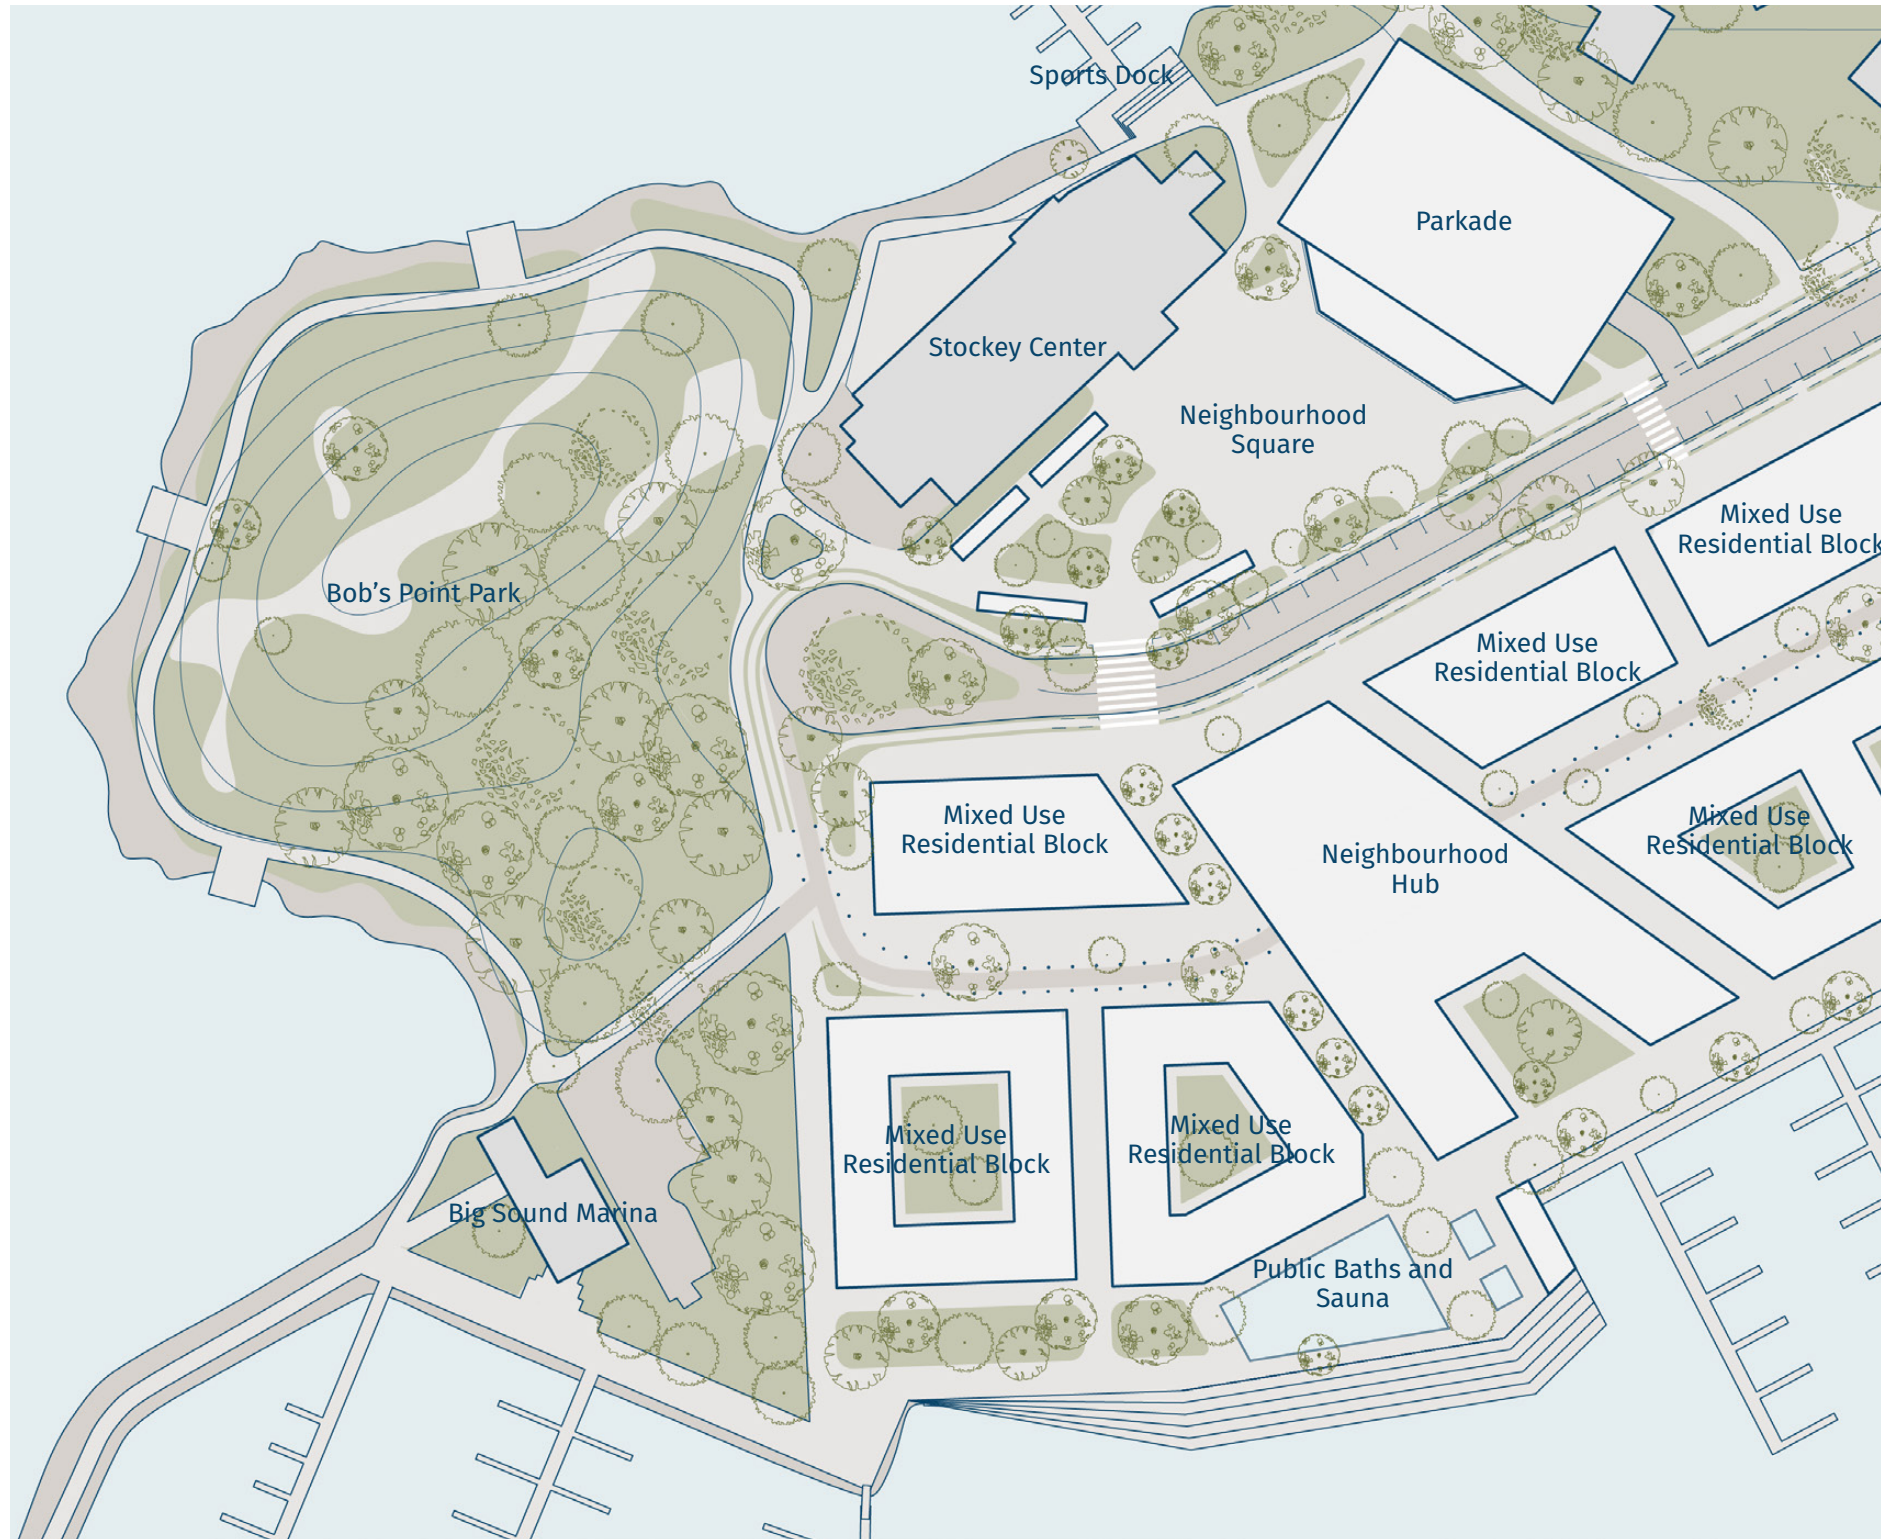 Sports Dock
Parkade
Stockey Center
Neighbourhood
Square
Mixed Use
Residential Block
Bob's Point Park
Mixed Use
Residential Block
Mixed Use
Residential Block
Mixed Use
Residential Block
Neighbourhood
Hub
Mixed Use
Residential Block
Mixed Use
Residential Block
Big Sound Marina
Public Baths and
Sauna